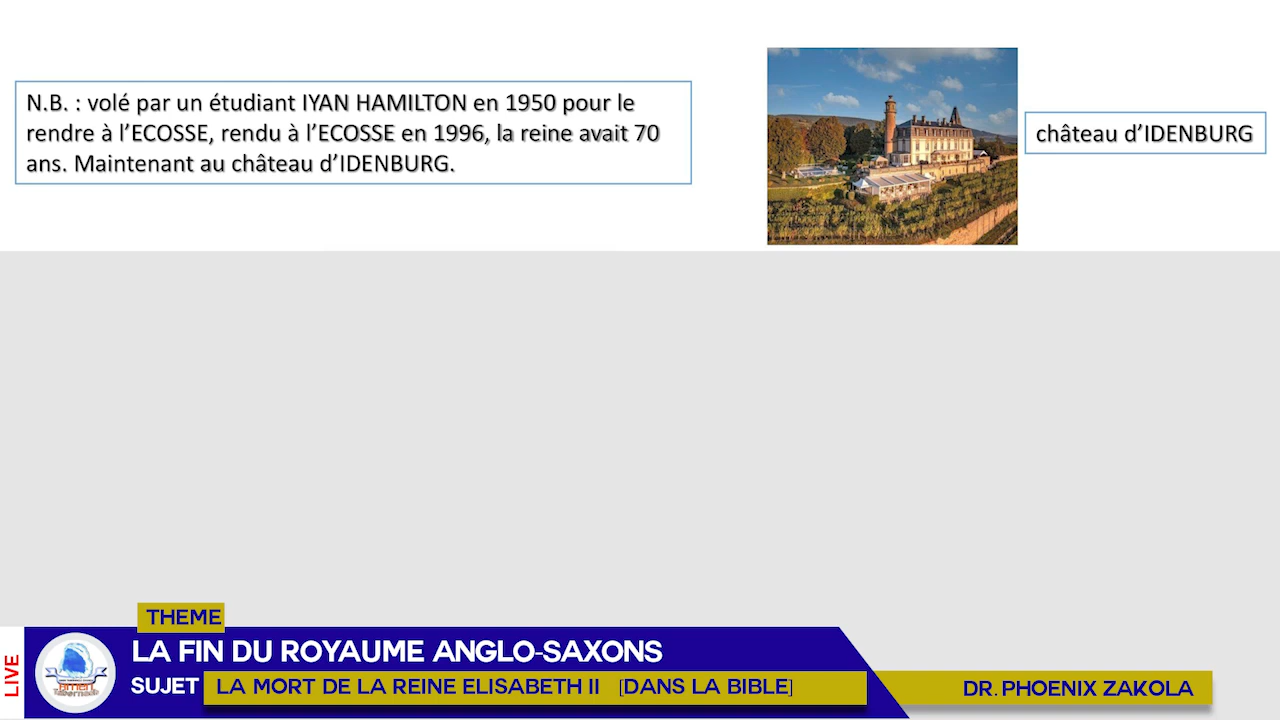 N.B. : volé par un étudiant IYAN HAMILTON en 1950 pour le
rendre à l’ECOSSE, rendu à l’ECOSSE en 1996, la reine avait 70
ans. Maintenant au château d’IDENBURG.
château d’IDENBURG
THEME
LA FIN DU ROYAUME ANGLO-SAXONS
SUJET LA MORT DE LA REINE ELISABETH II [DANS LA BIBLE]
DR. PHOENIX ZAKOLA
LIVE